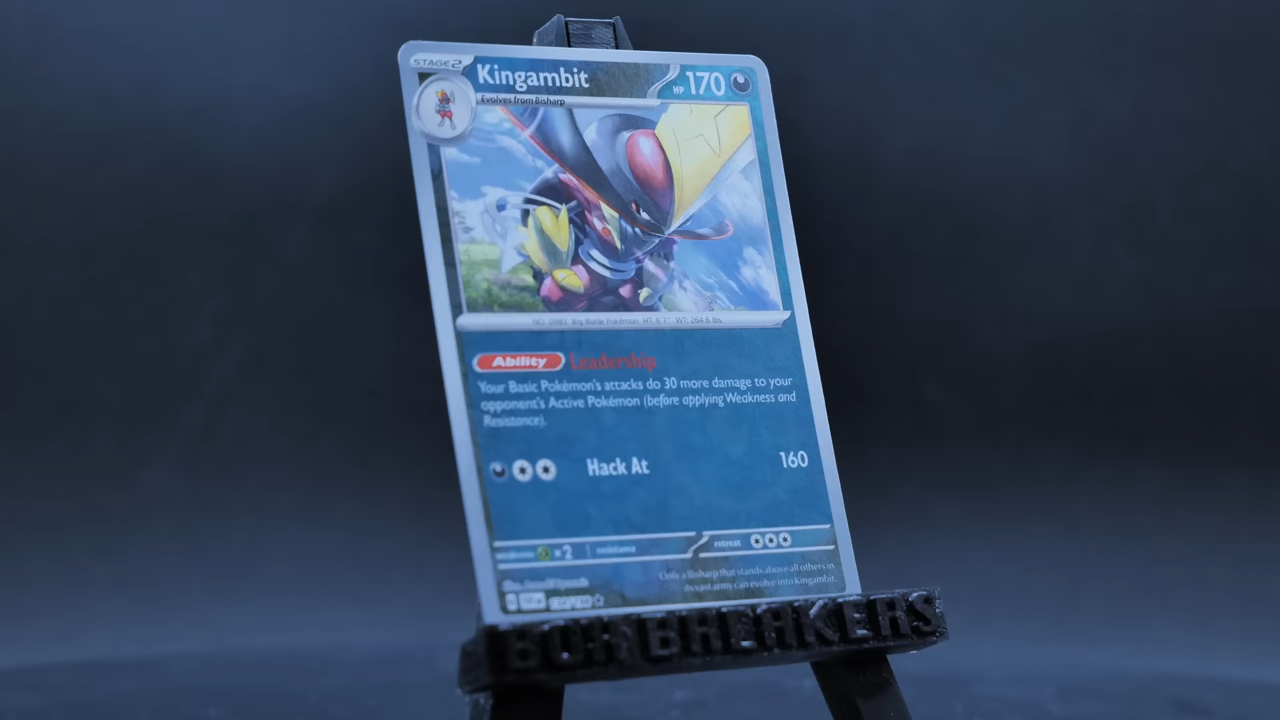 STAGE2
Kingambit
HP 170
Evolves from Bisharp
NO. 0983 Big Blade Pokémon HT: 6'7" WT: 264.6 lbs.
Ability Leadership
Your Basic Pokémon's attacks do 30 more damage to your
opponent's Active Pokémon (before applying Weakness and
Resistance).
Hack At 160
weakness ×2 resistance retreat
Only a Bisharp that stands above all others in
its vast army can evolve into Kingambit.
BOX BREAKERS